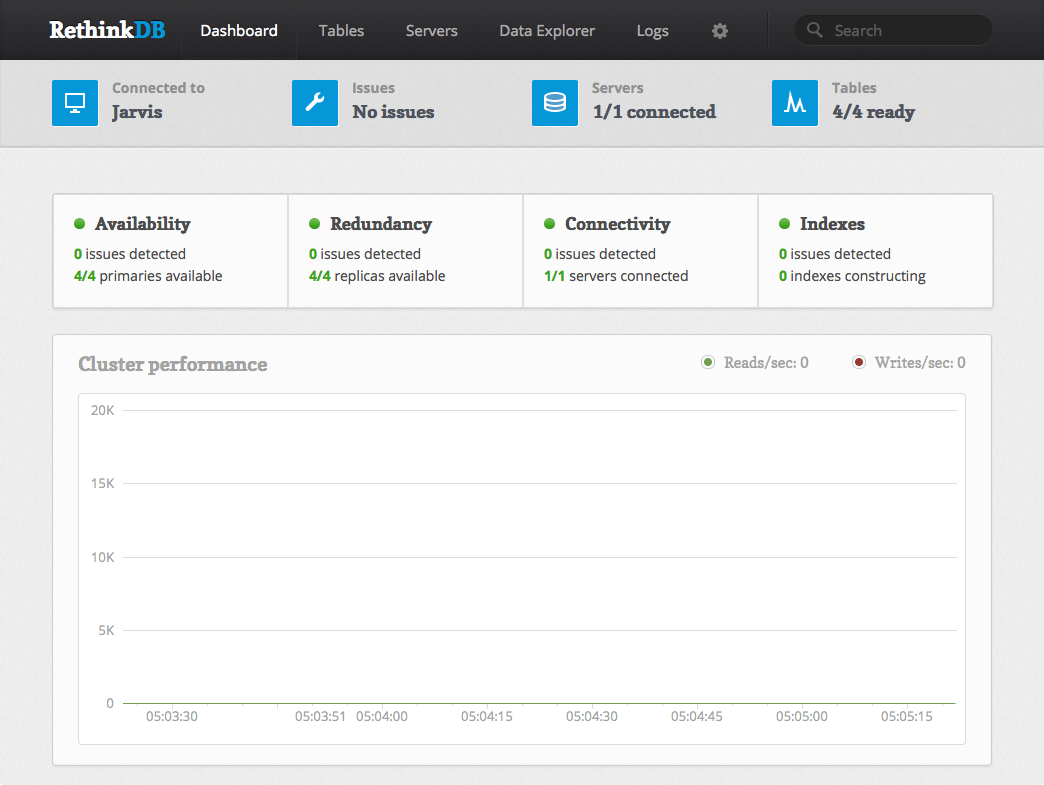 RethinkDB Dashboard Tables Servers Data Explorer Logs Search
Connected to Issues Servers Tables
Jarvis No issues 1/1 connected 4/4 ready
Availability Redundancy Connectivity Indexes
0 issues detected 0 issues detected 0 issues detected 0 issues detected
4/4 primaries available 4/4 replicas available 1/1 servers connected 0 indexes constructing
Cluster performance Reads/sec: 0 Writes/sec: 0
20K
15K
10K
5K
0
05:03:30 05:03:51 05:04:00 05:04:15 05:04:30 05:04:45 05:05:00 05:05:15